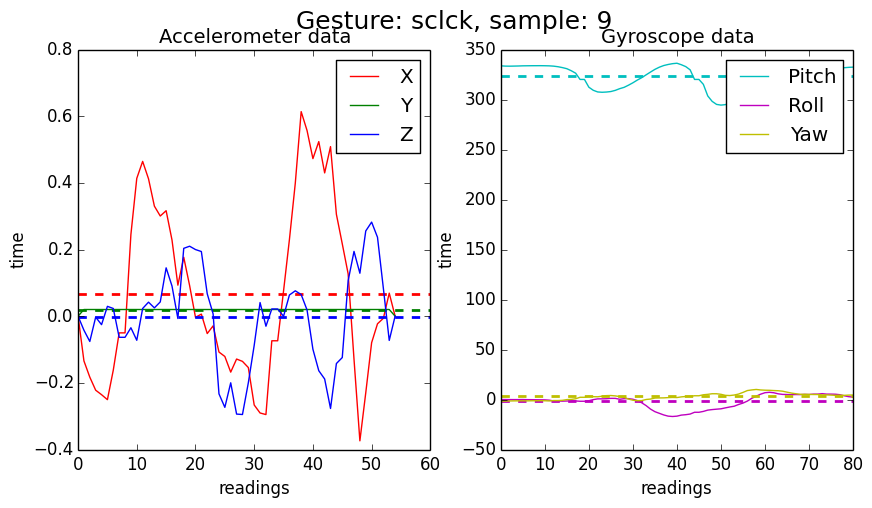 Gesture: sclck, sample: 9
Accelerometer data
Gyroscope data
0.8
0.6
0.4
0.2
0.0
−0.2
−0.4
time
X
Y
Z
0 10 20 30 40 50 60
readings
350
300
250
200
150
100
50
0
−50
time
Pitch
Roll
Yaw
0 10 20 30 40 50 60 70 80
readings